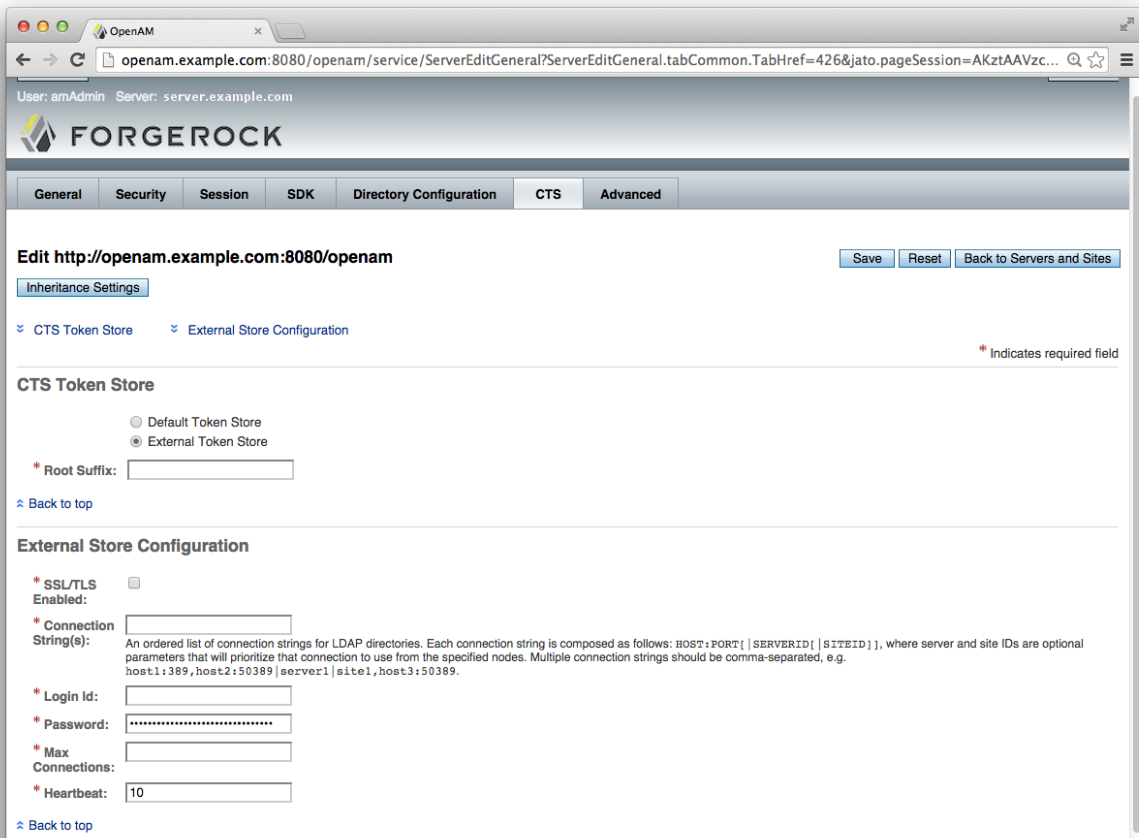 OpenAM
openam.example.com:8080/openam/service/ServerEditGeneral?ServerEditGeneral.tabCommon.TabHref=426&jato.pageSession=AKztAAVzc...
User: amAdmin Server: server.example.com
FORGEROCK
General Security Session SDK Directory Configuration CTS Advanced
Edit http://openam.example.com:8080/openam
Save Reset Back to Servers and Sites
Inheritance Settings
CTS Token Store External Store Configuration
* Indicates required field
CTS Token Store
Default Token Store
External Token Store
* Root Suffix:
Back to top
External Store Configuration
* SSL/TLS
Enabled:
* Connection
String(s):
An ordered list of connection strings for LDAP directories. Each connection string is composed as follows: HOST:PORT[|SERVERID[|SITEID]], where server and site IDs are optional
parameters that will prioritize that connection to use from the specified nodes. Multiple connection strings should be comma-separated, e.g.
host1:389,host2:50389|server1|site1,host3:50389.
* Login Id:
* Password:
* Max
Connections:
* Heartbeat: 10
Back to top